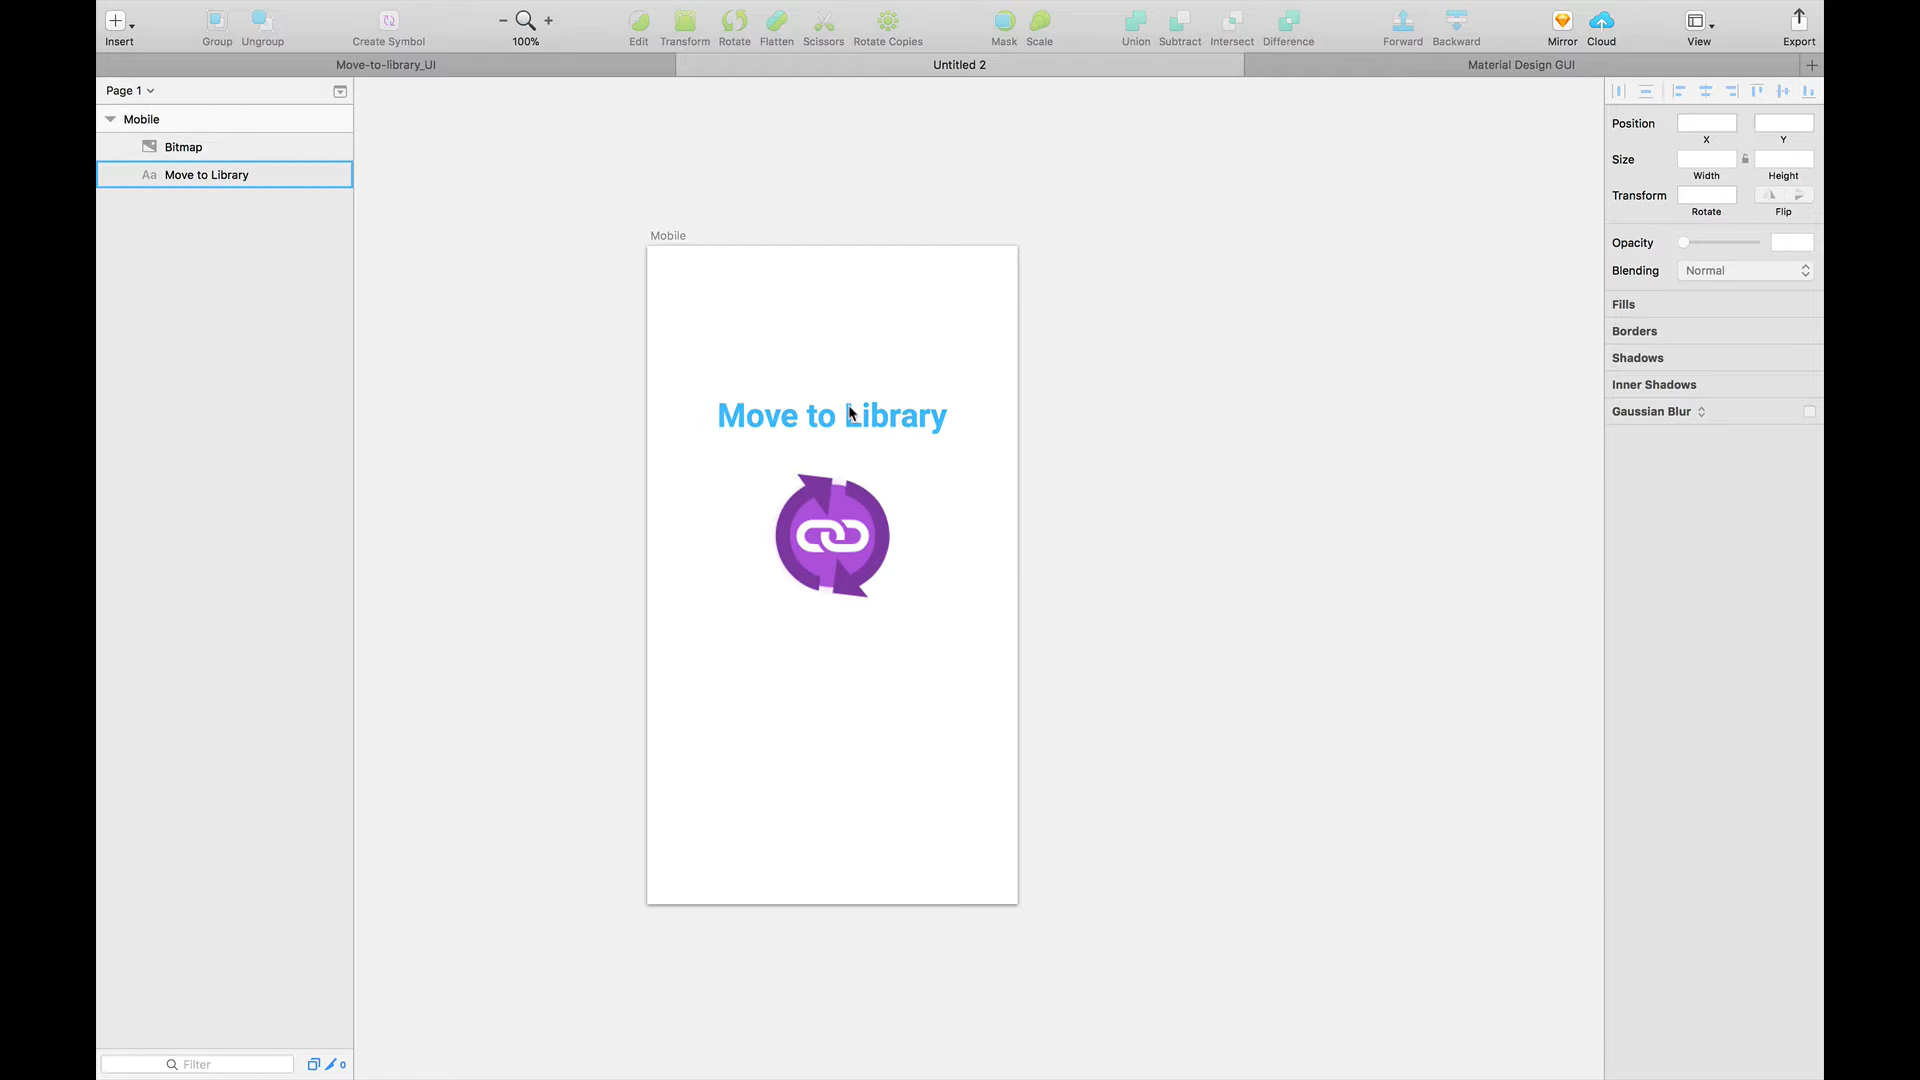 Insert
Group
Ungroup
Create Symbol
100%
Edit
Transform
Rotate
Flatten
Scissors
Rotate Copies
Mask
Scale
Union
Subtract
Intersect
Difference
Forward
Backward
Mirror
Cloud
View
Export
Move-to-library_UI
Untitled 2
Material Design GUI
Page 1
Mobile
Bitmap
Aa Move to Library
Mobile
Move to Library
Position
X
Y
Size
Width
Height
Transform
Rotate
Flip
Opacity
Blending
Normal
Fills
Borders
Shadows
Inner Shadows
Gaussian Blur
Filter
0